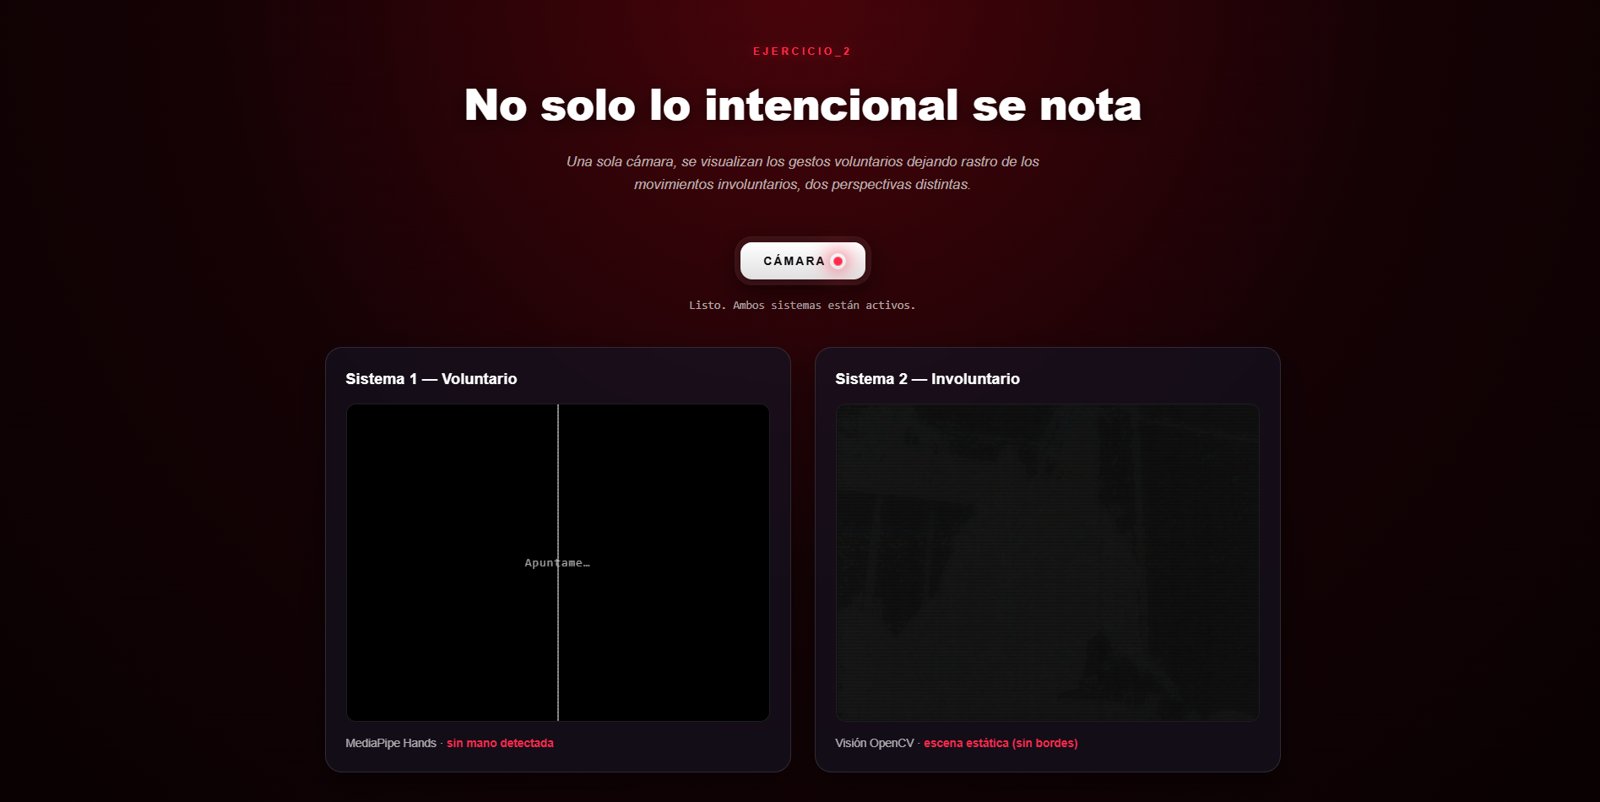 EJERCICIO_2
No solo lo intencional se nota
Una sola cámara, se visualizan los gestos voluntarios dejando rastro de los
movimientos involuntarios, dos perspectivas distintas.
CÁMARA
Listo. Ambos sistemas están activos.
Sistema 1 — Voluntario
Apuntame…
MediaPipe Hands · sin mano detectada
Sistema 2 — Involuntario
Visión OpenCV · escena estática (sin bordes)